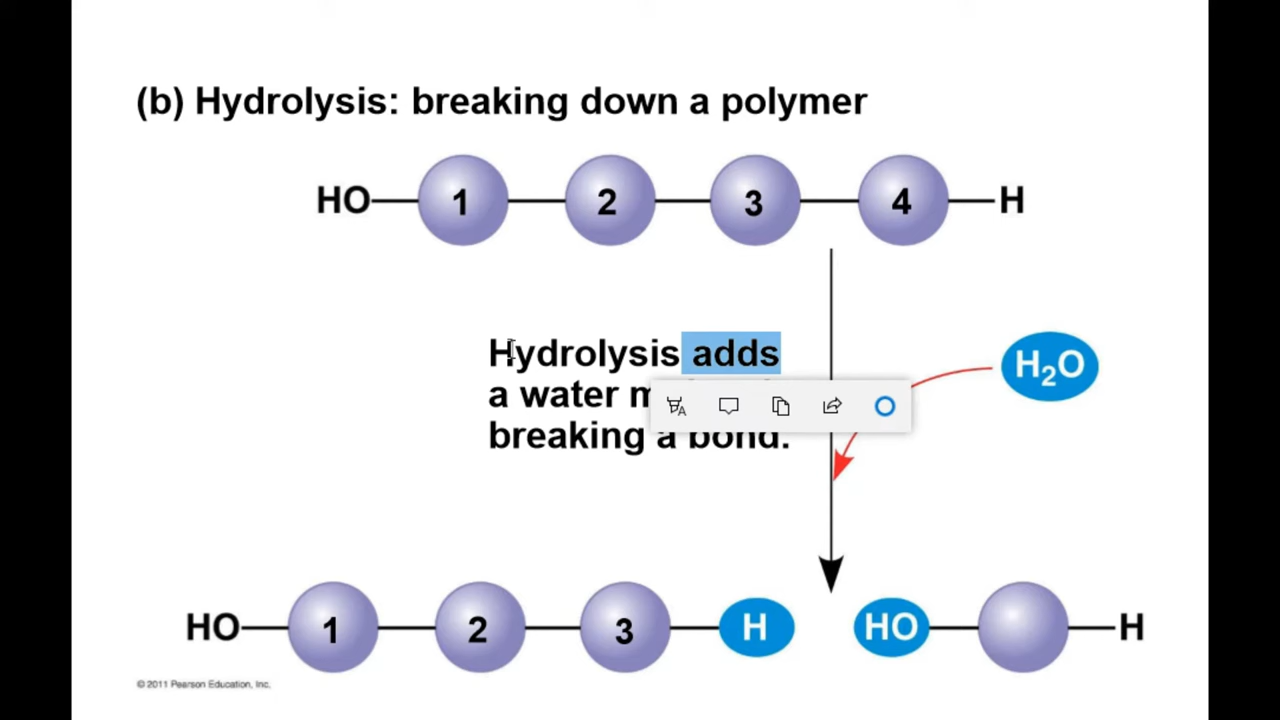 (b) Hydrolysis: breaking down a polymer
HO 1 2 3 4 H
Hydrolysis adds
a water
breaking a bond.
H₂O
HO 1 2 3 H HO H
© 2011 Pearson Education, Inc.